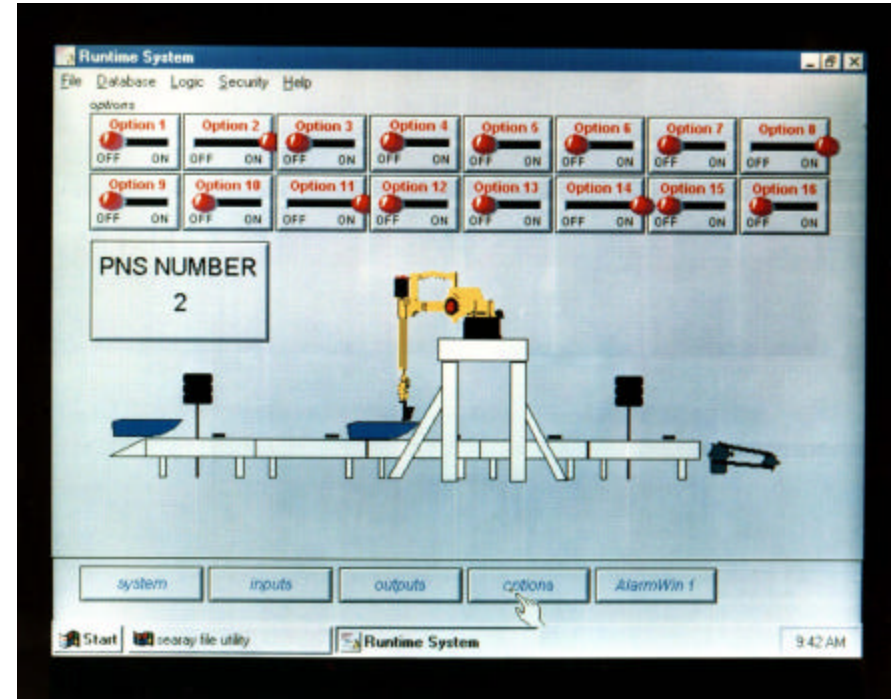 Runtime System
File Database Logic Security Help
options
Option 1 Option 2 Option 3 Option 4 Option 5 Option 6 Option 7 Option 8
OFF ON OFF ON OFF ON OFF ON OFF ON OFF ON OFF ON OFF ON
Option 9 Option 10 Option 11 Option 12 Option 13 Option 14 Option 15 Option 16
OFF ON OFF ON OFF ON OFF ON OFF ON OFF ON OFF ON OFF ON
PNS NUMBER
2
system inputs outputs options AlarmWin 1
Start searay file utility Runtime System 9:42 AM